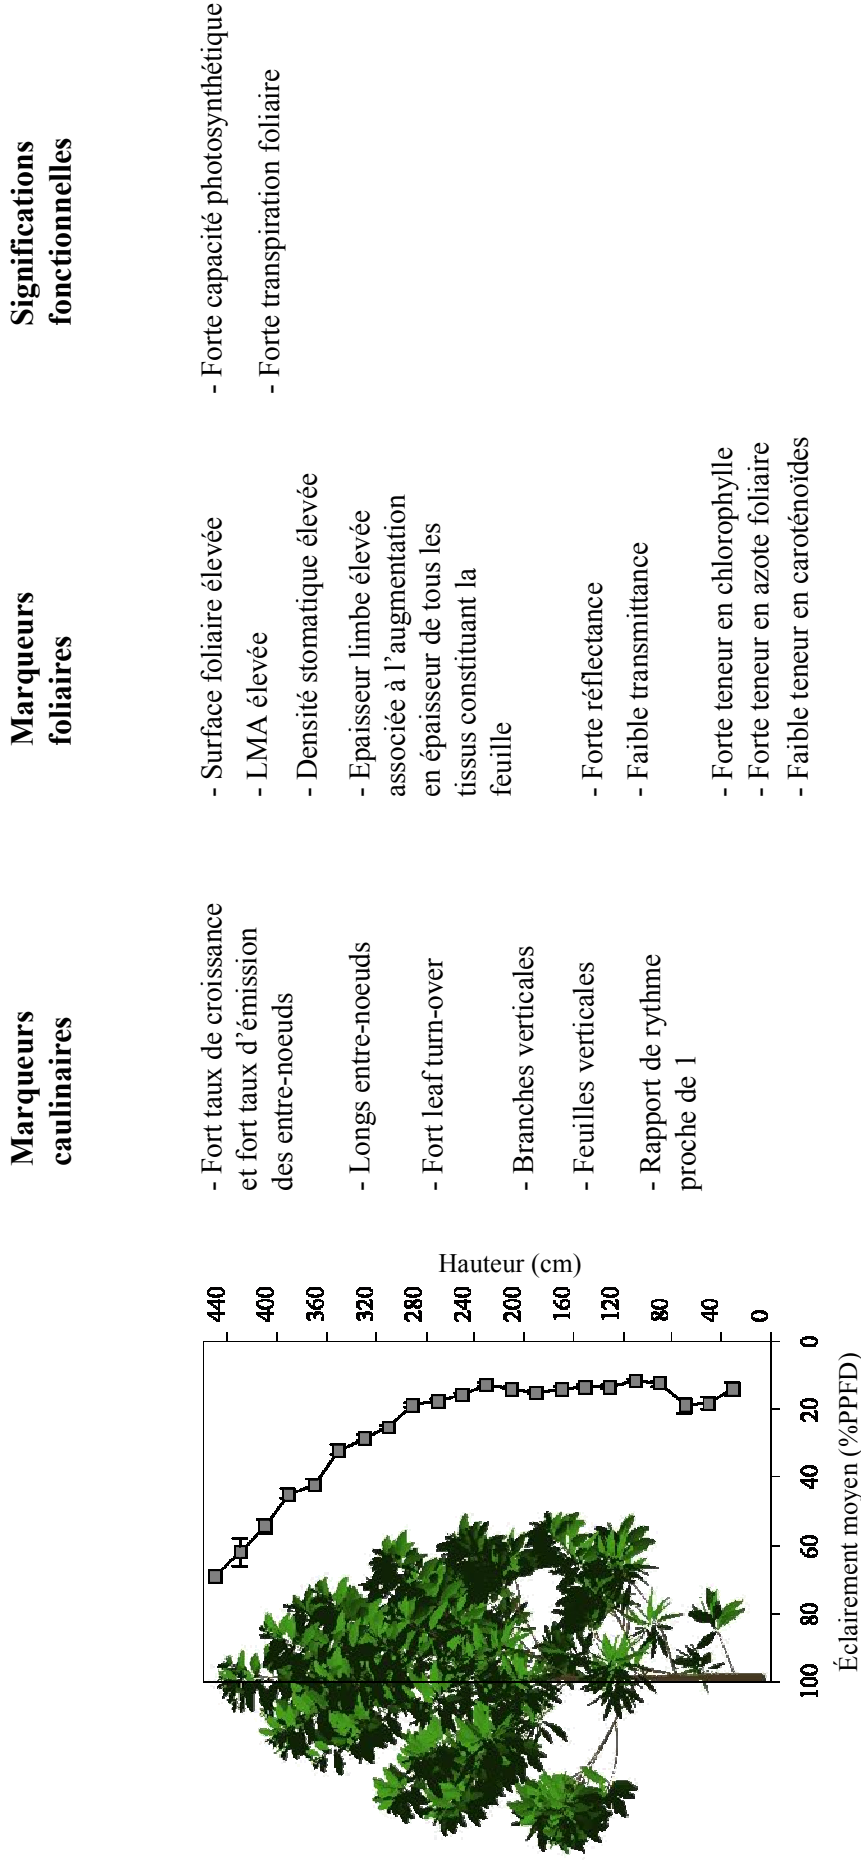 Marqueurs
caulinaires
Marqueurs
foliaires
Significations
fonctionnelles
- Fort taux de croissance
et fort taux d'émission
des entre-noeuds
- Longs entre-noeuds
- Fort leaf turn-over
- Branches verticales
- Feuilles verticales
- Rapport de rythme
proche de 1
- Surface foliaire élevée
- LMA élevée
- Densité stomatique élevée
- Epaisseur limbe élevée
associée à l'augmentation
en épaisseur de tous les
tissus constituant la
feuille
- Forte réflectance
- Faible transmittance
- Forte teneur en chlorophylle
- Forte teneur en azote foliaire
- Faible teneur en caroténoïdes
- Forte capacité photosynthétique
- Forte transpiration foliaire
Hauteur (cm)
440
400
360
320
280
240
200
160
120
80
40
0
100
80
60
40
20
0
Éclairement moyen (%PPFD)